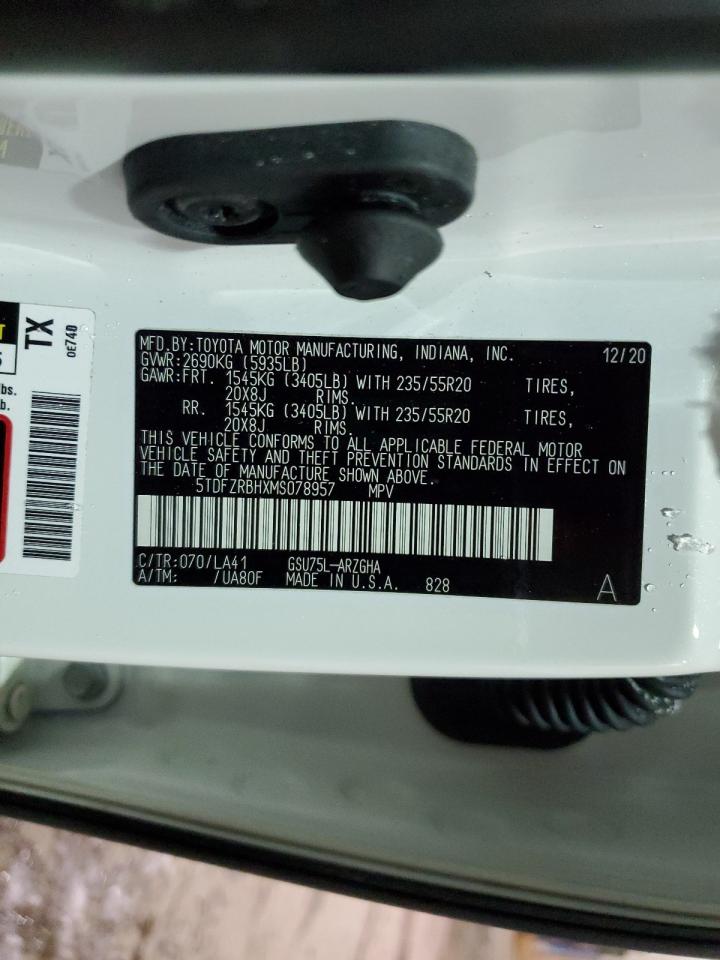 TX
0E740
5
lbs.
b.
MFD.BY:TOYOTA MOTOR MANUFACTURING, INDIANA, INC. 12/20
GVWR:2690KG (5935LB)
GAWR:FRT. 1545KG (3405LB) WITH 235/55R20 TIRES,
20X8J RIMS.
RR. 1545KG (3405LB) WITH 235/55R20 TIRES,
20X8J RIMS.
THIS VEHICLE CONFORMS TO ALL APPLICABLE FEDERAL MOTOR
VEHICLE SAFETY AND THEFT PREVENTION STANDARDS IN EFFECT ON
THE DATE OF MANUFACTURE SHOWN ABOVE.
5TDFZRBHXMS078957 MPV
C/TR:070/LA41 GSU75L-ARZGHA
A/TM: /UA80F MADE IN U.S.A. 828
A